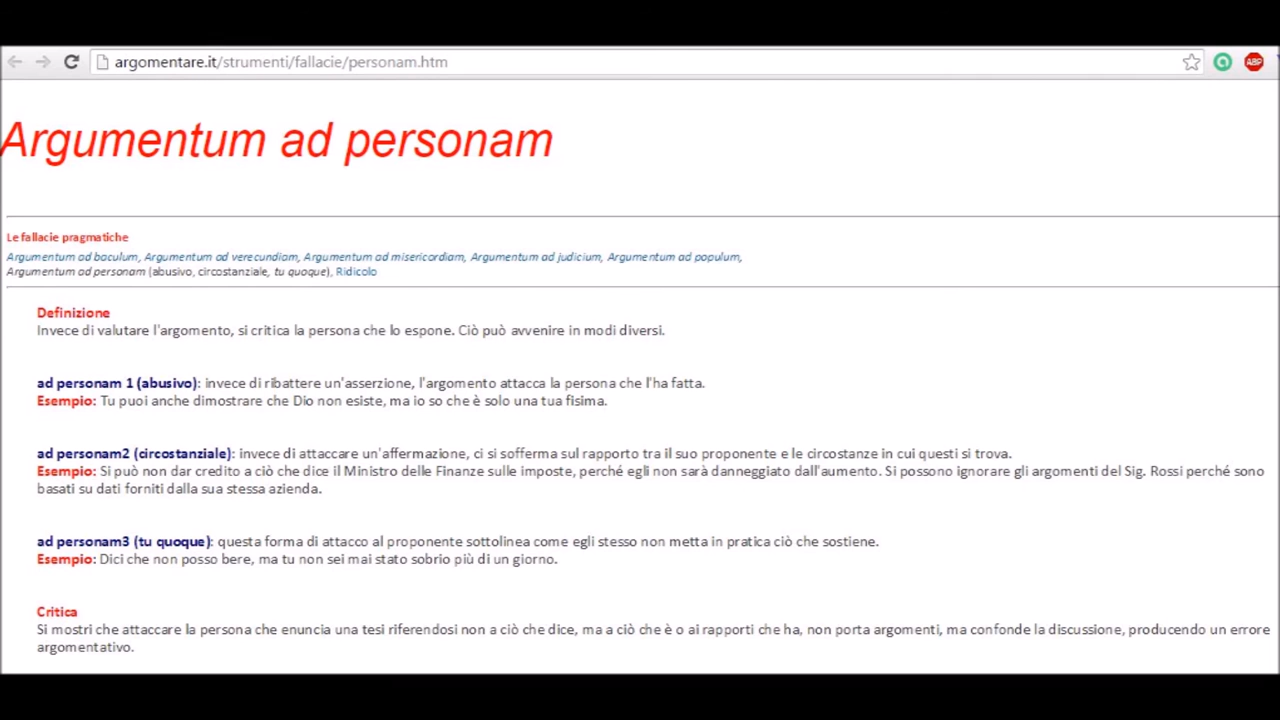 argomentare.it/strumenti/fallacie/personam.htm
ABP
Argumentum ad personam
Le fallacie pragmatiche
Argumentum ad baculum, Argumentum ad verecundiam, Argumentum ad misericordiam, Argumentum ad judicium, Argumentum ad populum,
Argumentum ad personam (abusivo, circostanziale, tu quoque), Ridicolo
Definizione
Invece di valutare l'argomento, si critica la persona che lo espone. Ciò può avvenire in modi diversi.
ad personam 1 (abusivo): invece di ribattere un'asserzione, l'argomento attacca la persona che l'ha fatta.
Esempio: Tu puoi anche dimostrare che Dio non esiste, ma io so che è solo una tua fisima.
ad personam2 (circostanziale): invece di attaccare un'affermazione, ci si sofferma sul rapporto tra il suo proponente e le circostanze in cui questi si trova.
Esempio: Si può non dar credito a ciò che dice il Ministro delle Finanze sulle imposte, perché egli non sarà danneggiato dall'aumento. Si possono ignorare gli argomenti del Sig. Rossi perché sono
basati su dati forniti dalla sua stessa azienda.
ad personam3 (tu quoque): questa forma di attacco al proponente sottolinea come egli stesso non metta in pratica ciò che sostiene.
Esempio: Dici che non posso bere, ma tu non sei mai stato sobrio più di un giorno.
Critica
Si mostri che attaccare la persona che enuncia una tesi riferendosi non a ciò che dice, ma a ciò che è o ai rapporti che ha, non porta argomenti, ma confonde la discussione, producendo un errore
argomentativo.